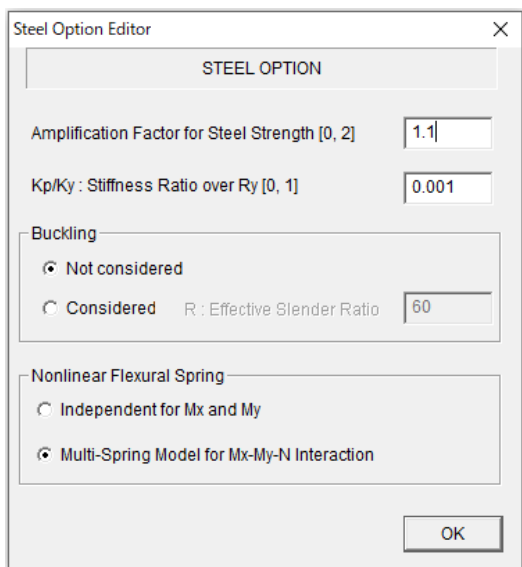 Steel Option Editor
STEEL OPTION
Amplification Factor for Steel Strength [0, 2] 1.1
Kp/Ky : Stiffness Ratio over Ry [0, 1] 0.001
Buckling
Not considered
Considered R : Effective Slender Ratio 60
Nonlinear Flexural Spring
Independent for Mx and My
Multi-Spring Model for Mx-My-N Interaction
OK